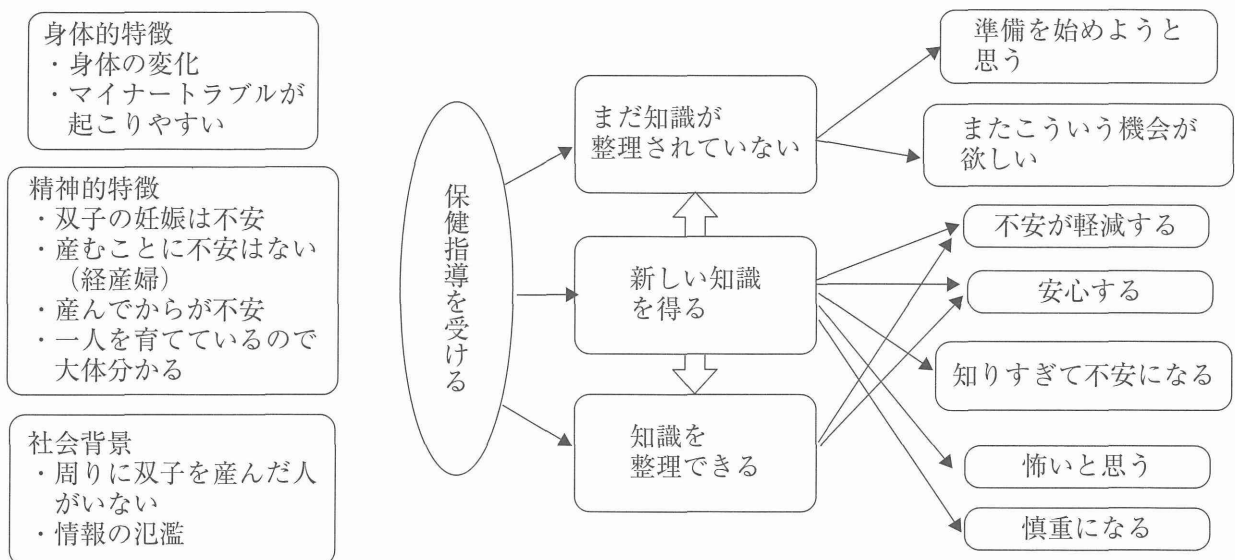 身体的特徴
・身体の変化
・マイナートラブルが
起こりやすい
精神的特徴
・双子の妊娠は不安
・産むことに不安はない
（経産婦）
・産んでからが不安
・一人を育てているので
大体分かる
社会背景
・周りに双子を産んだ人
がいない
・情報の氾濫
保健指導を受ける
まだ知識が
整理されていない
新しい知識
を得る
知識を
整理できる
準備を始めようと
思う
またこういう機会が
欲しい
不安が軽減する
安心する
知りすぎて不安になる
怖いと思う
慎重になる